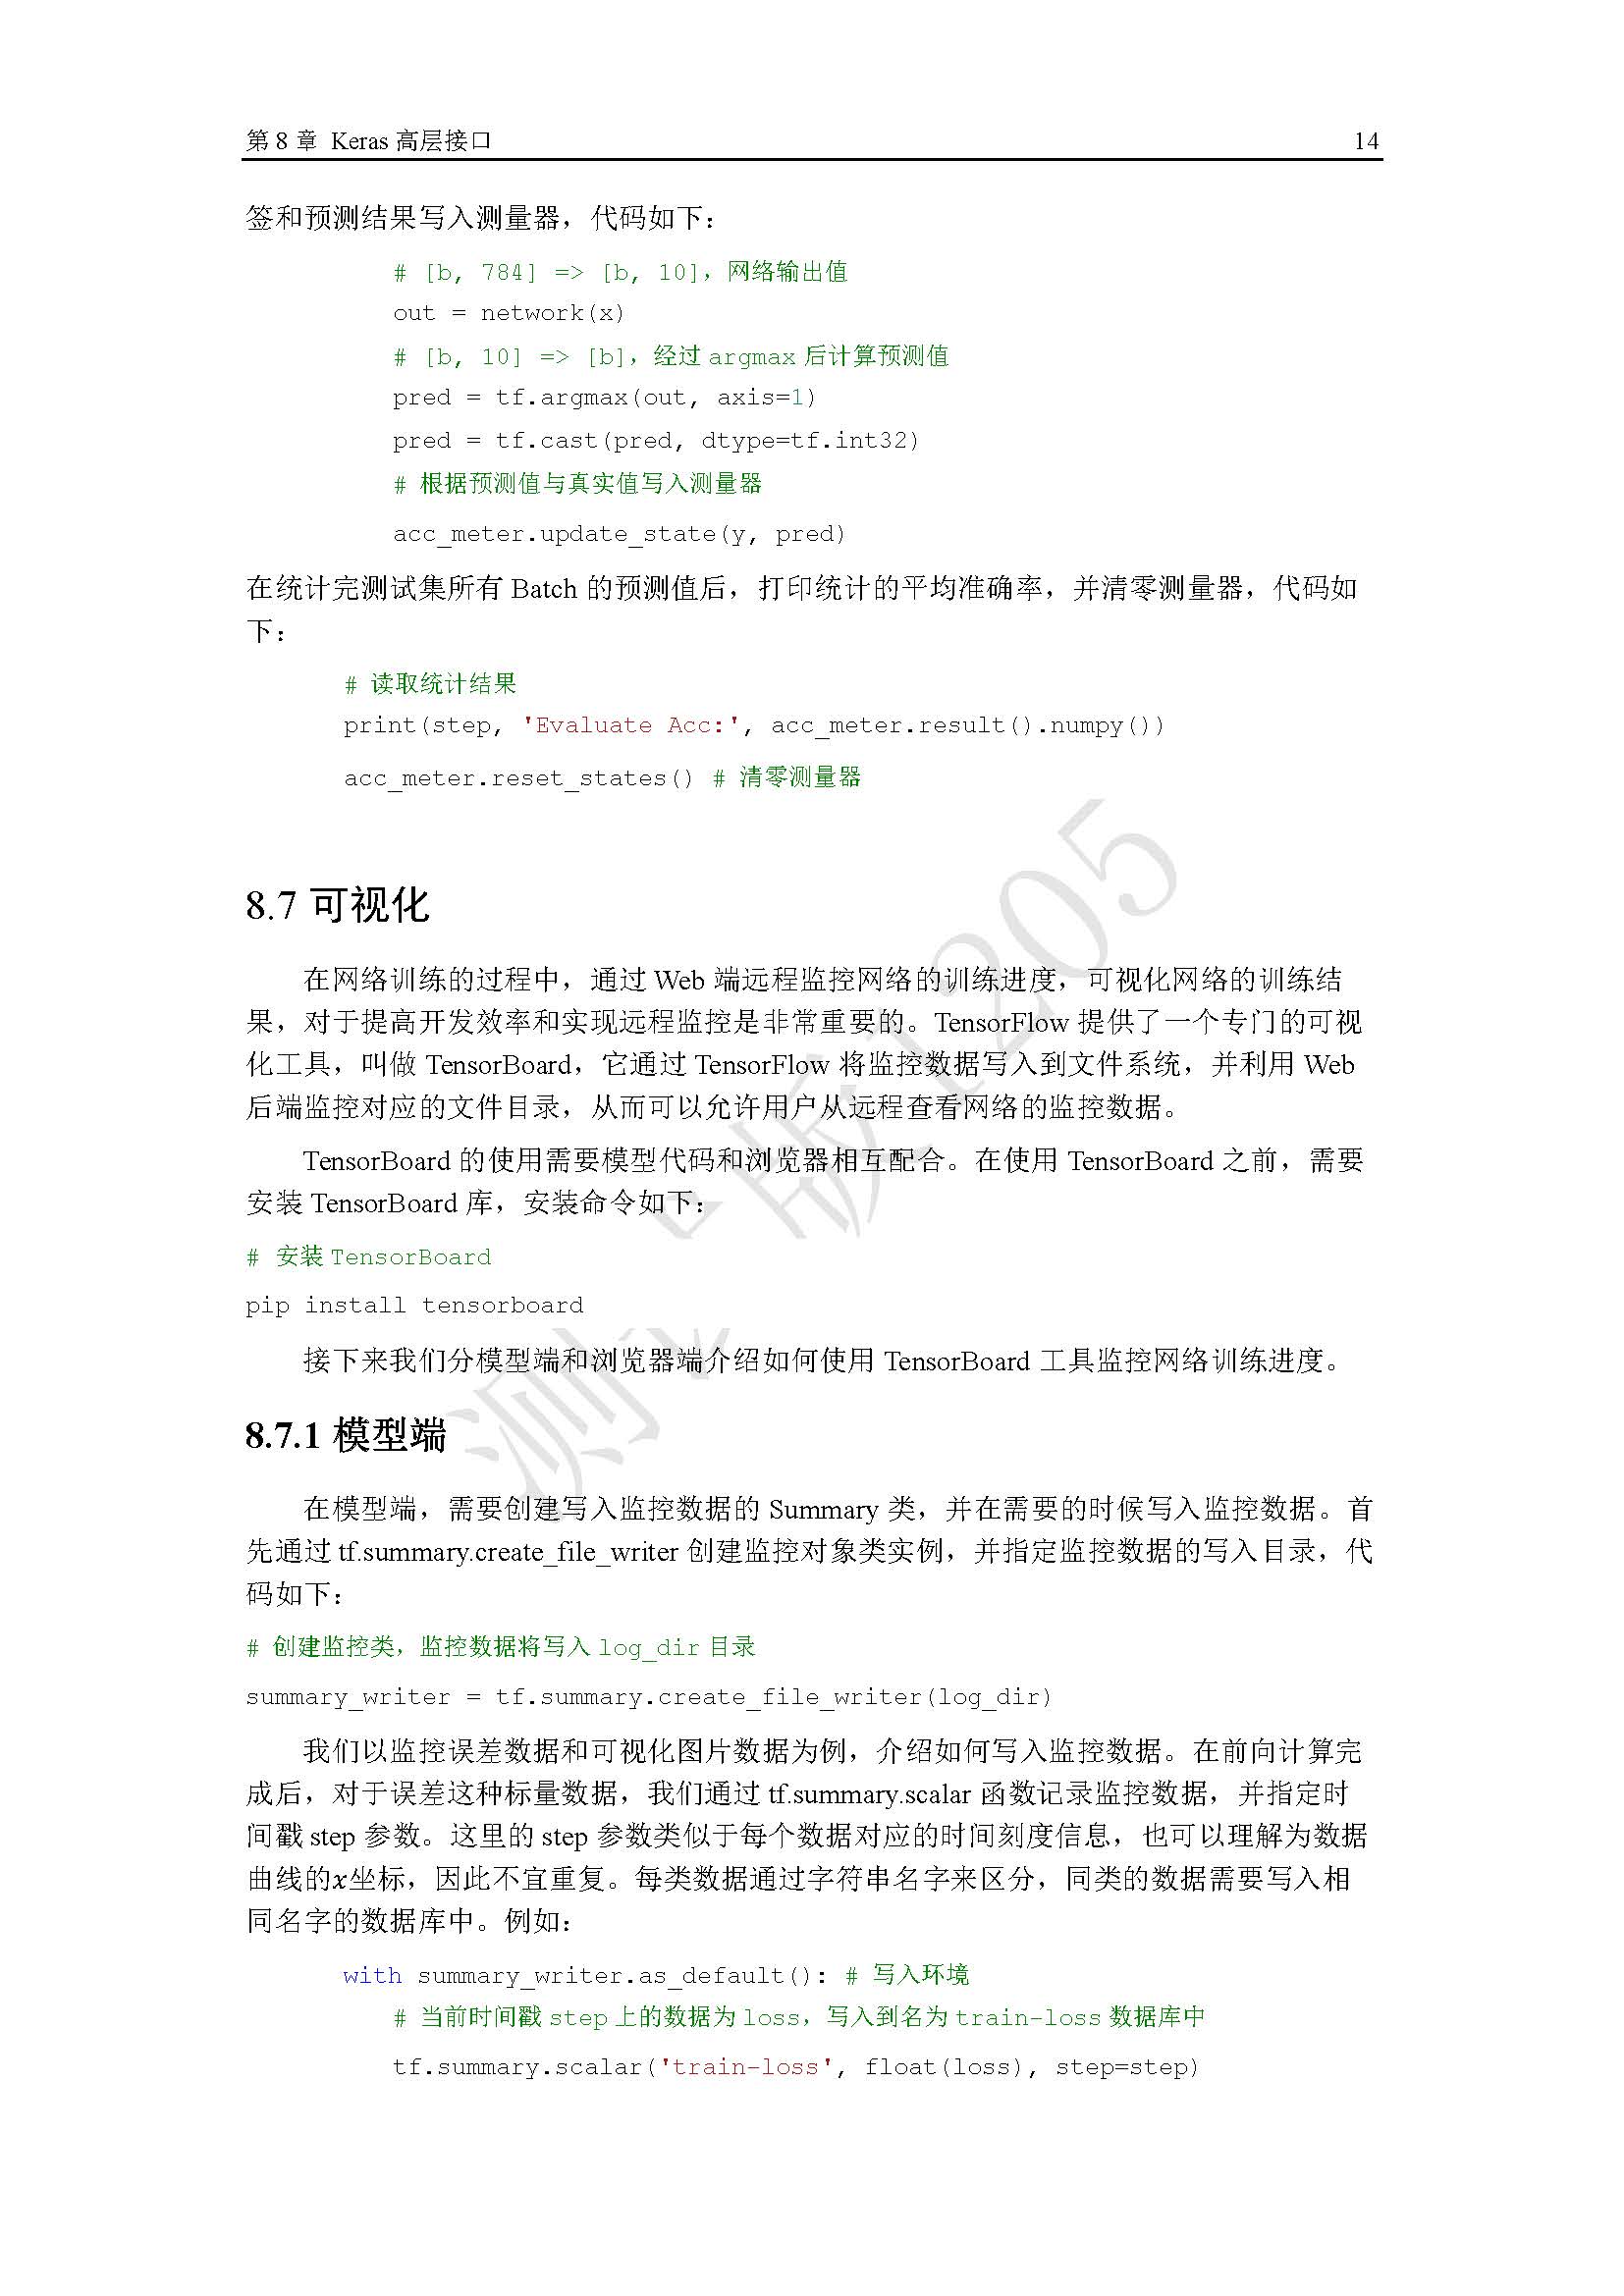 第 8 章  Keras 高层接口 14
签和预测结果写入测量器，代码如下：
# [b, 784] => [b, 10]，网络输出值
out = network(x)
# [b, 10] => [b]，经过 argmax 后计算预测值
pred = tf.argmax(out, axis=1)
pred = tf.cast(pred, dtype=tf.int32)
# 根据预测值与真实值写入测量器
acc_meter.update_state(y, pred)
在统计完测试集所有 Batch 的预测值后，打印统计的平均准确率，并清零测量器，代码如
下：
# 读取统计结果
print(step, 'Evaluate Acc:', acc_meter.result().numpy())
acc_meter.reset_states() # 清零测量器
8.7 可视化
在网络训练的过程中，通过 Web 端远程监控网络的训练进度，可视化网络的训练结
果，对于提高开发效率和实现远程监控是非常重要的。TensorFlow 提供了一个专门的可视
化工具，叫做 TensorBoard，它通过 TensorFlow 将监控数据写入到文件系统，并利用 Web
后端监控对应的文件目录，从而可以允许用户从远程查看网络的监控数据。
TensorBoard 的使用需要模型代码和浏览器相互配合。在使用 TensorBoard 之前，需要
安装 TensorBoard 库，安装命令如下：
# 安装 TensorBoard
pip install tensorboard
接下来我们分模型端和浏览器端介绍如何使用 TensorBoard 工具监控网络训练进度。
8.7.1 模型端
在模型端，需要创建写入监控数据的 Summary 类，并在需要的时候写入监控数据。首
先通过 tf.summary.create_file_writer 创建监控对象类实例，并指定监控数据的写入目录，代
码如下：
# 创建监控类，监控数据将写入 log_dir 目录
summary_writer = tf.summary.create_file_writer(log_dir)
我们以监控误差数据和可视化图片数据为例，介绍如何写入监控数据。在前向计算完
成后，对于误差这种标量数据，我们通过 tf.summary.scalar 函数记录监控数据，并指定时
间戳 step 参数。这里的 step 参数类似于每个数据对应的时间刻度信息，也可以理解为数据
曲线的x坐标，因此不宜重复。每类数据通过字符串名字来区分，同类的数据需要写入相
同名字的数据库中。例如：
with summary_writer.as_default(): # 写入环境
# 当前时间戳 step 上的数据为 loss，写入到名为 train-loss 数据库中
tf.summary.scalar('train-loss', float(loss), step=step)